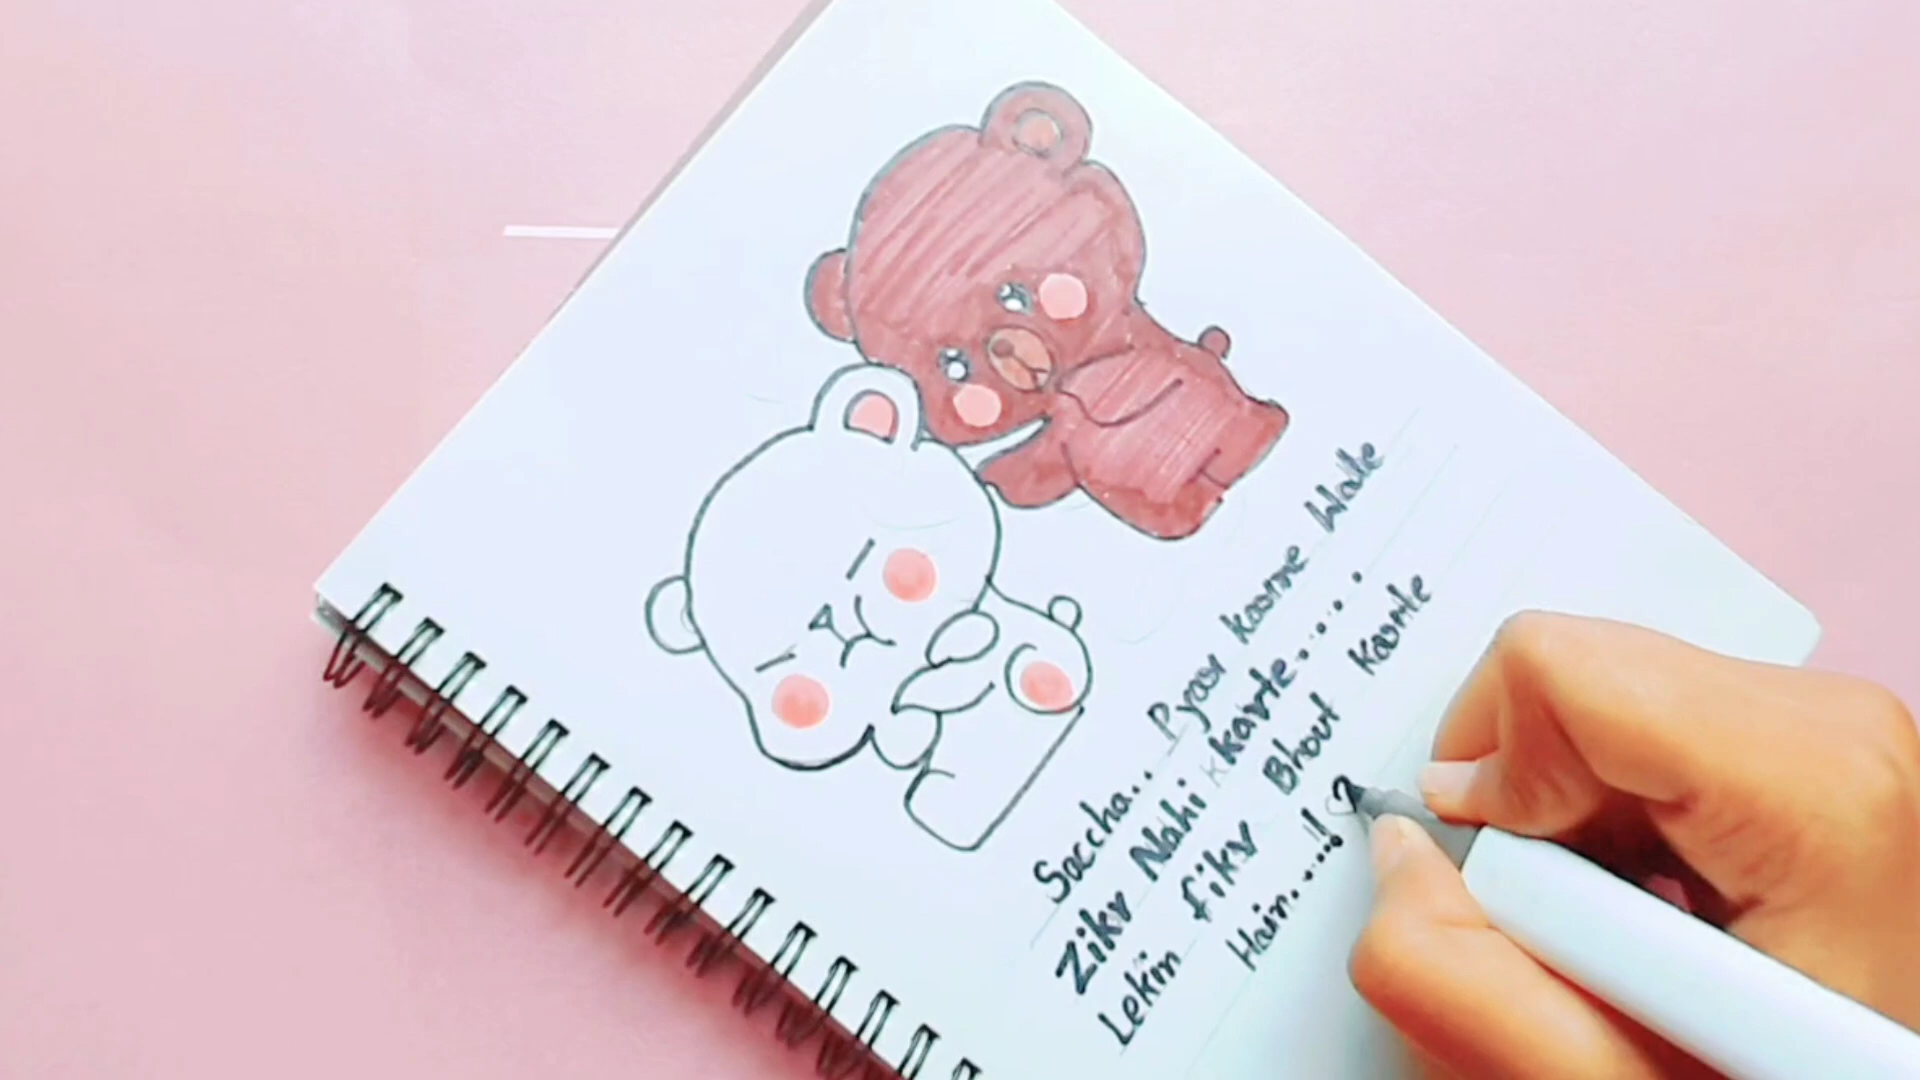 Saccha.. Pyaar karne Wale
Zikr Nahi karte......
Lekin fikr Bhout karte
Hain....!!!